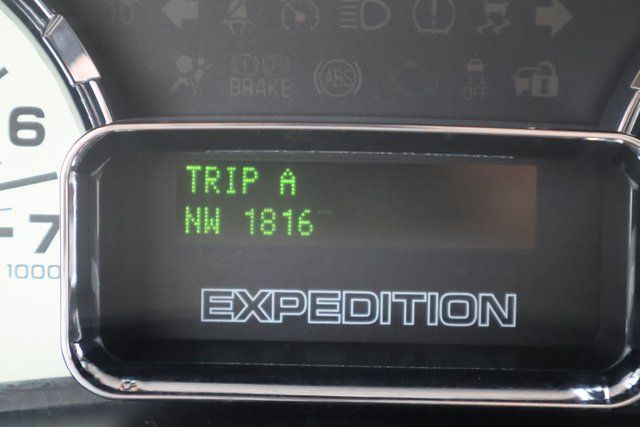 BRAKE
ABS
OFF
6
7
1000
TRIP A
NW 1816
EXPEDITION